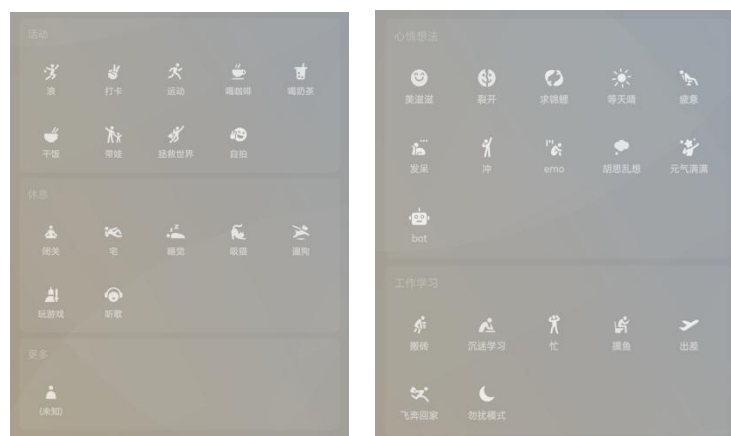 活动
浪 打卡 运动 喝咖啡 喝奶茶
干饭 带娃 拯救世界 自拍
休息
闭关 宅 睡觉 吸猫 遛狗
玩游戏 听歌
更多
(未知)
心情想法
美滋滋 裂开 求锦鲤 等天晴 疲惫
发呆 冲 emo 胡思乱想 元气满满
bot
工作学习
搬砖 沉迷学习 忙 摸鱼 出差
飞奔回家 勿扰模式